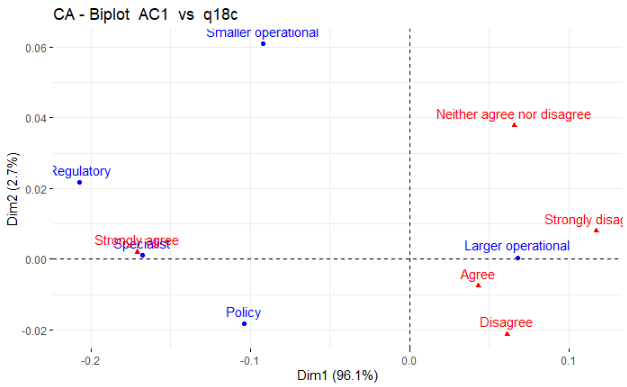 CA - Biplot AC1 vs q18c
Smaller operational
0.06
Neither agree nor disagree
0.04
Regulatory
0.02
Strongly disag
Strongly agree
Specialist
Larger operational
0.00
Agree
Policy
Disagree
-0.02
-0.2
-0.1
0.0
0.1
Dim1 (96.1%)
Dim2 (2.7%)